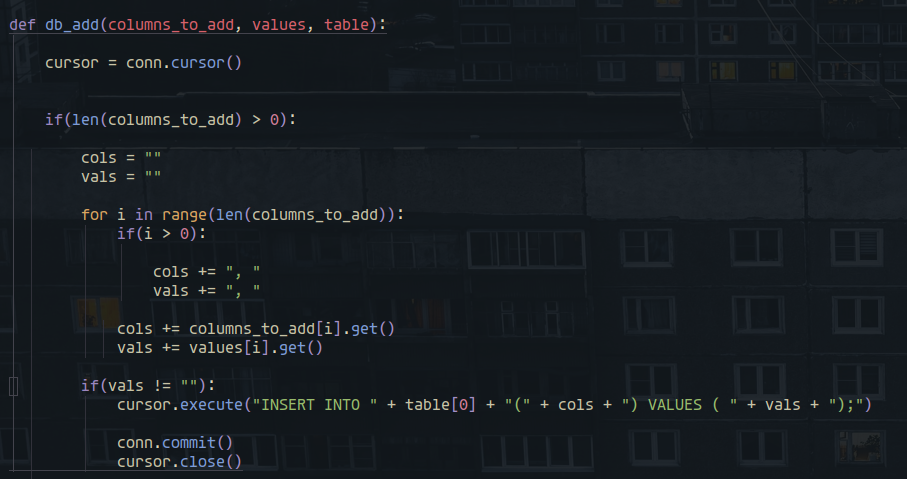 def db_add(columns_to_add, values, table):
cursor = conn.cursor()
if(len(columns_to_add) > 0):
cols = ""
vals = ""
for i in range(len(columns_to_add)):
if(i > 0):
cols += ", "
vals += ", "
cols += columns_to_add[i].get()
vals += values[i].get()
if(vals != ""):
cursor.execute("INSERT INTO " + table[0] + "(" + cols + ") VALUES ( " + vals + ");")
conn.commit()
cursor.close()